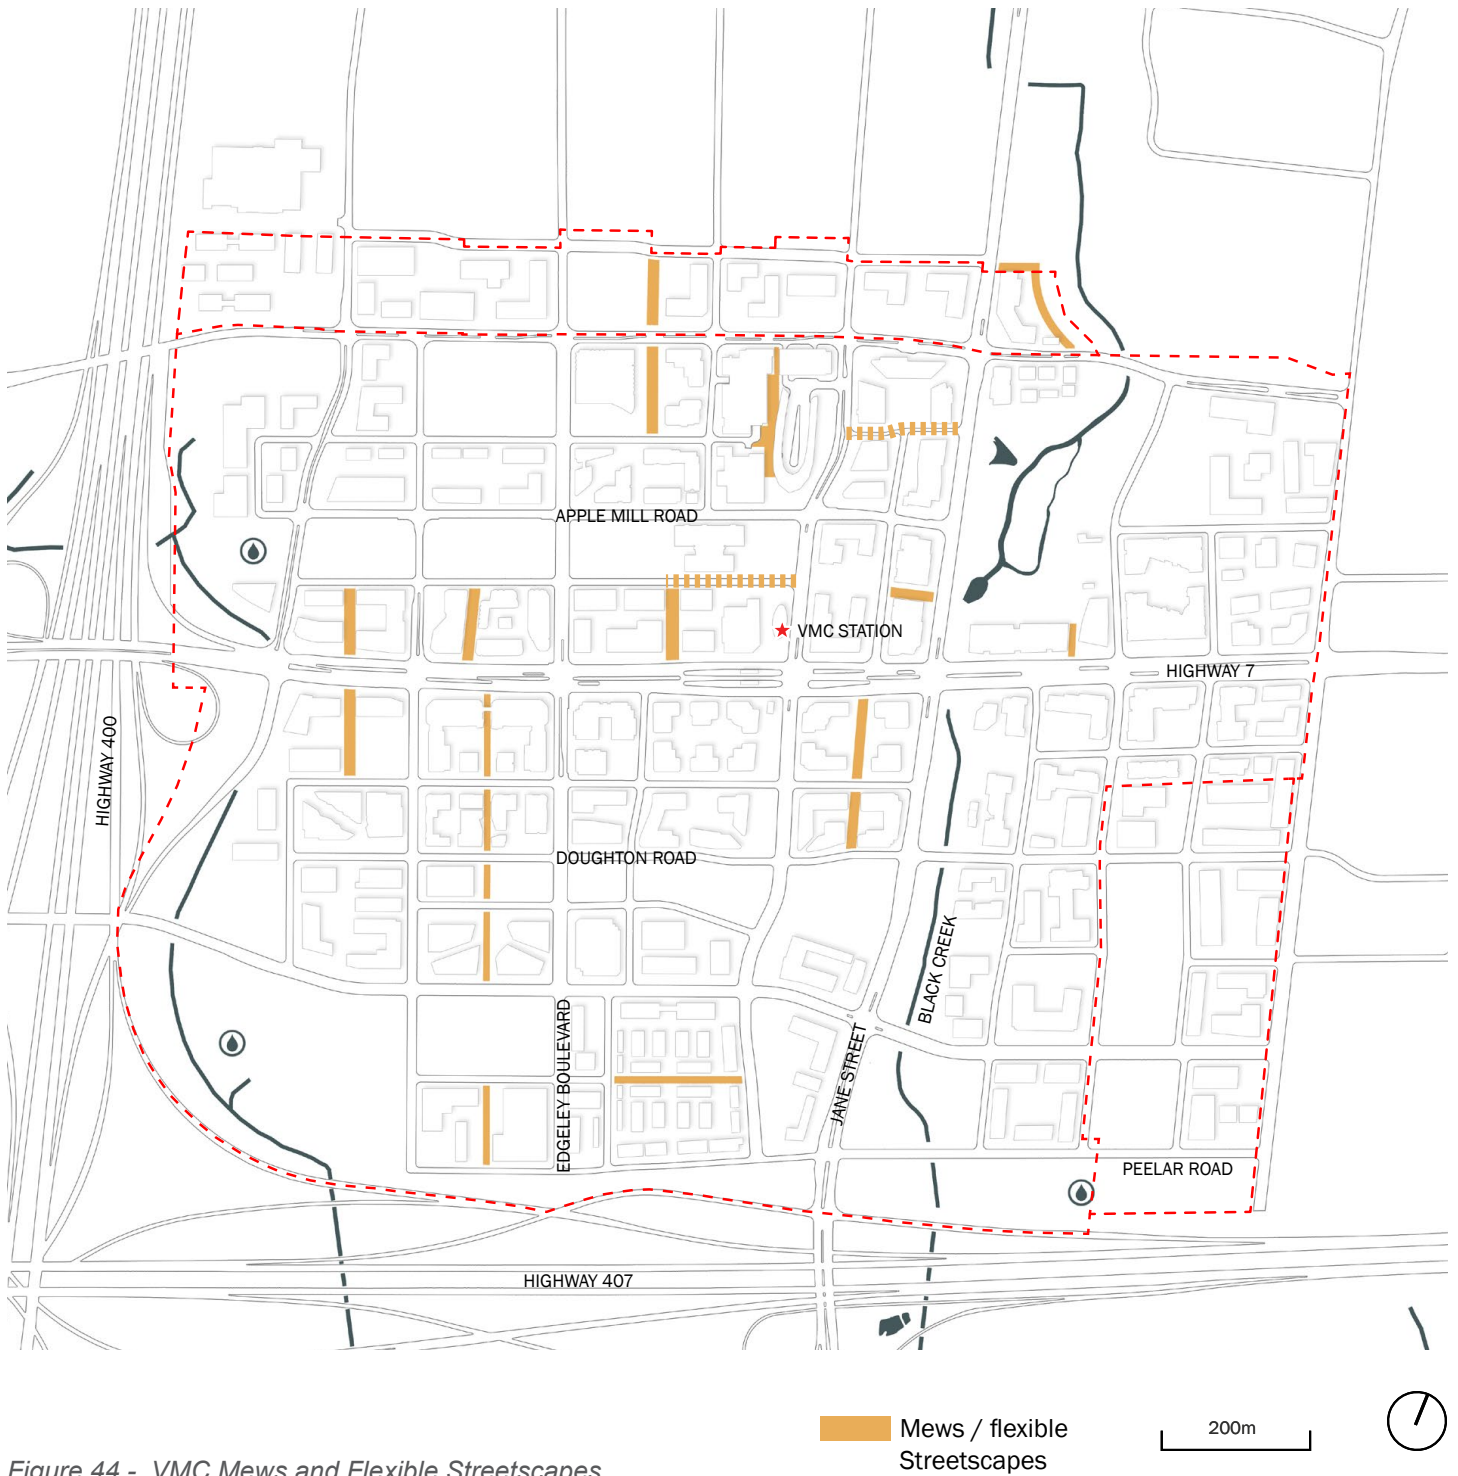 APPLE MILL ROAD
VMC STATION
HIGHWAY 7
HIGHWAY 400
DOUGHTON ROAD
BLACK CREEK
EDGELEY BOULEVARD
JANE STREET
PEELAR ROAD
HIGHWAY 407
Mews / flexible
Streetscapes
200m
Figure 44 - VMC Mews and Flexible Streetscapes